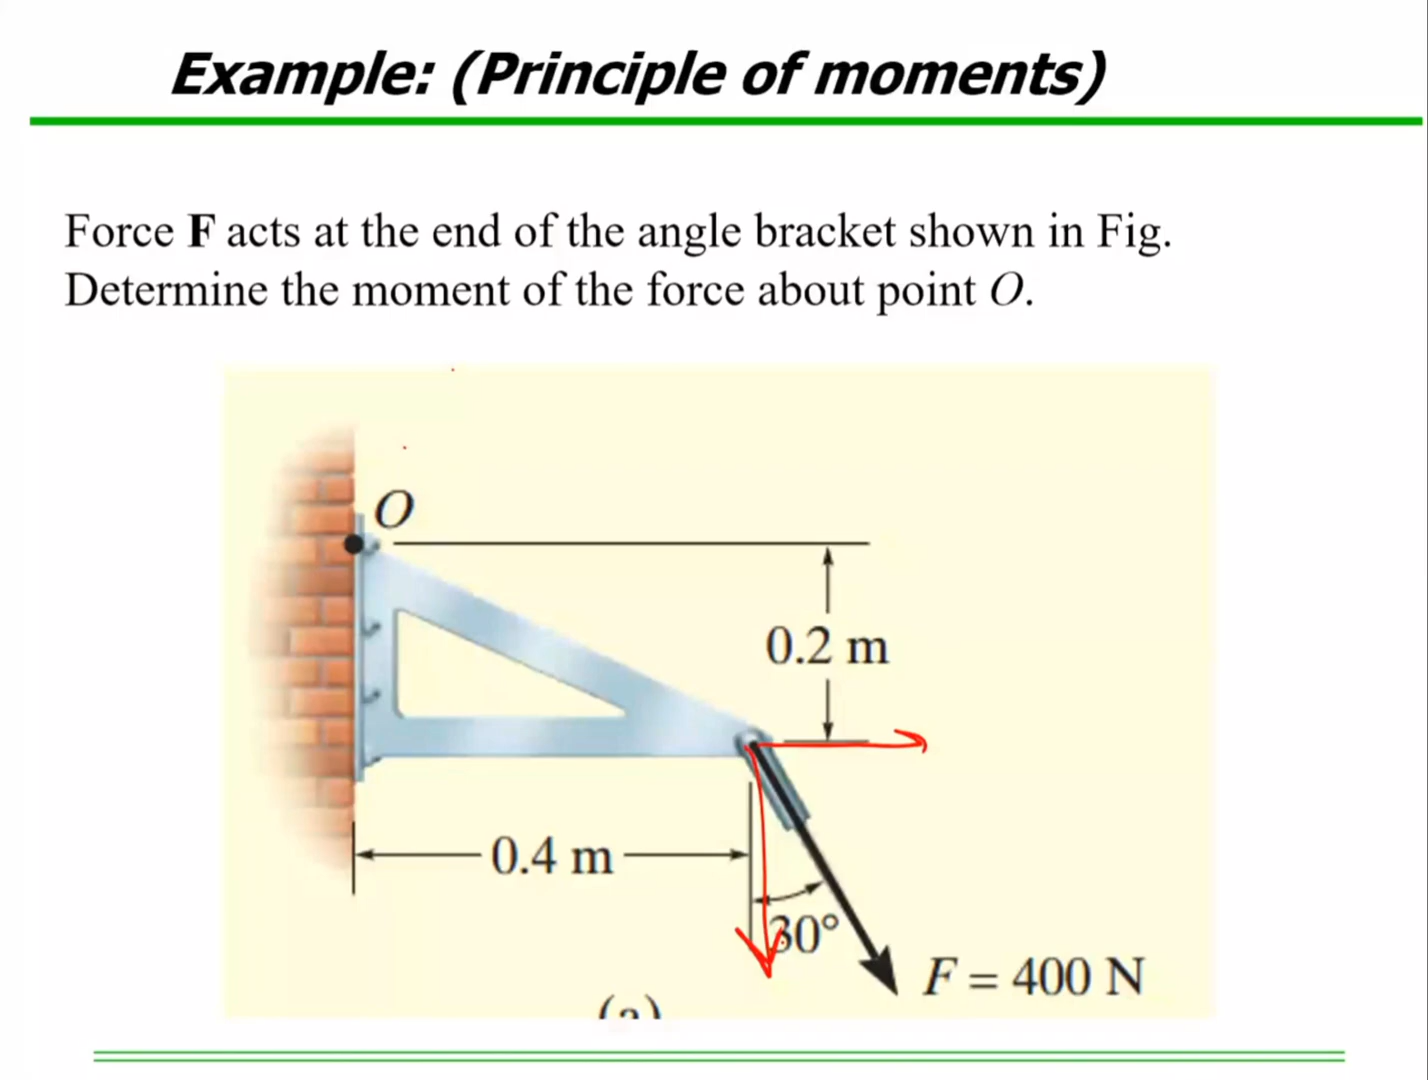 Example: (Principle of moments)
Force F acts at the end of the angle bracket shown in Fig.
Determine the moment of the force about point O.
O
0.2 m
0.4 m
30°
F = 400 N
(a)